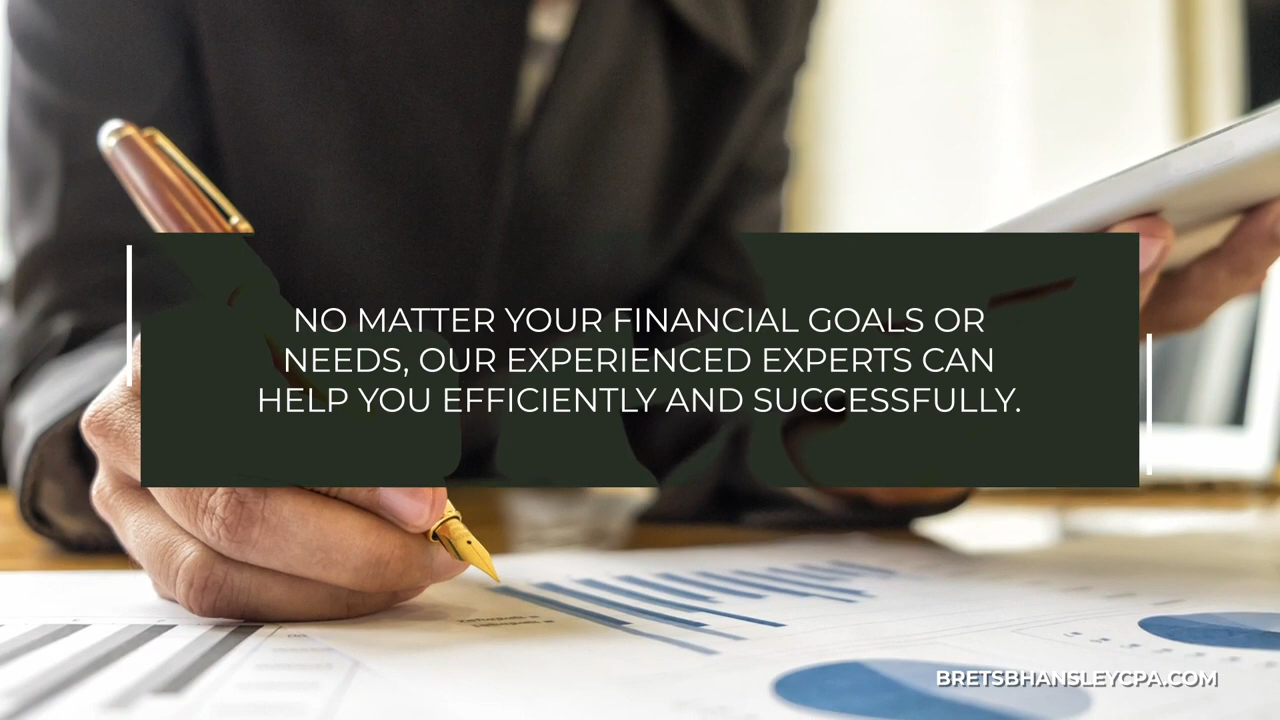 NO MATTER YOUR FINANCIAL GOALS OR
NEEDS, OUR EXPERIENCED EXPERTS CAN
HELP YOU EFFICIENTLY AND SUCCESSFULLY.
BRETSBHANSLEYCPA.COM